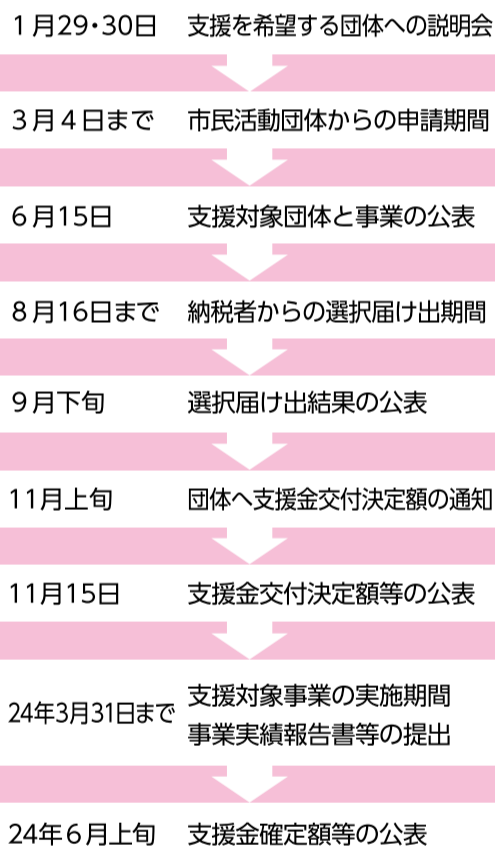 1月29・30日　支援を希望する団体への説明会
3月4日まで　市民活動団体からの申請期間
6月15日　支援対象団体と事業の公表
8月16日まで　納税者からの選択届け出期間
9月下旬　選択届け出結果の公表
11月上旬　団体へ支援金交付決定額の通知
11月15日　支援金交付決定額等の公表
24年3月31日まで　支援対象事業の実施期間
事業実績報告書等の提出
24年6月上旬　支援金確定額等の公表